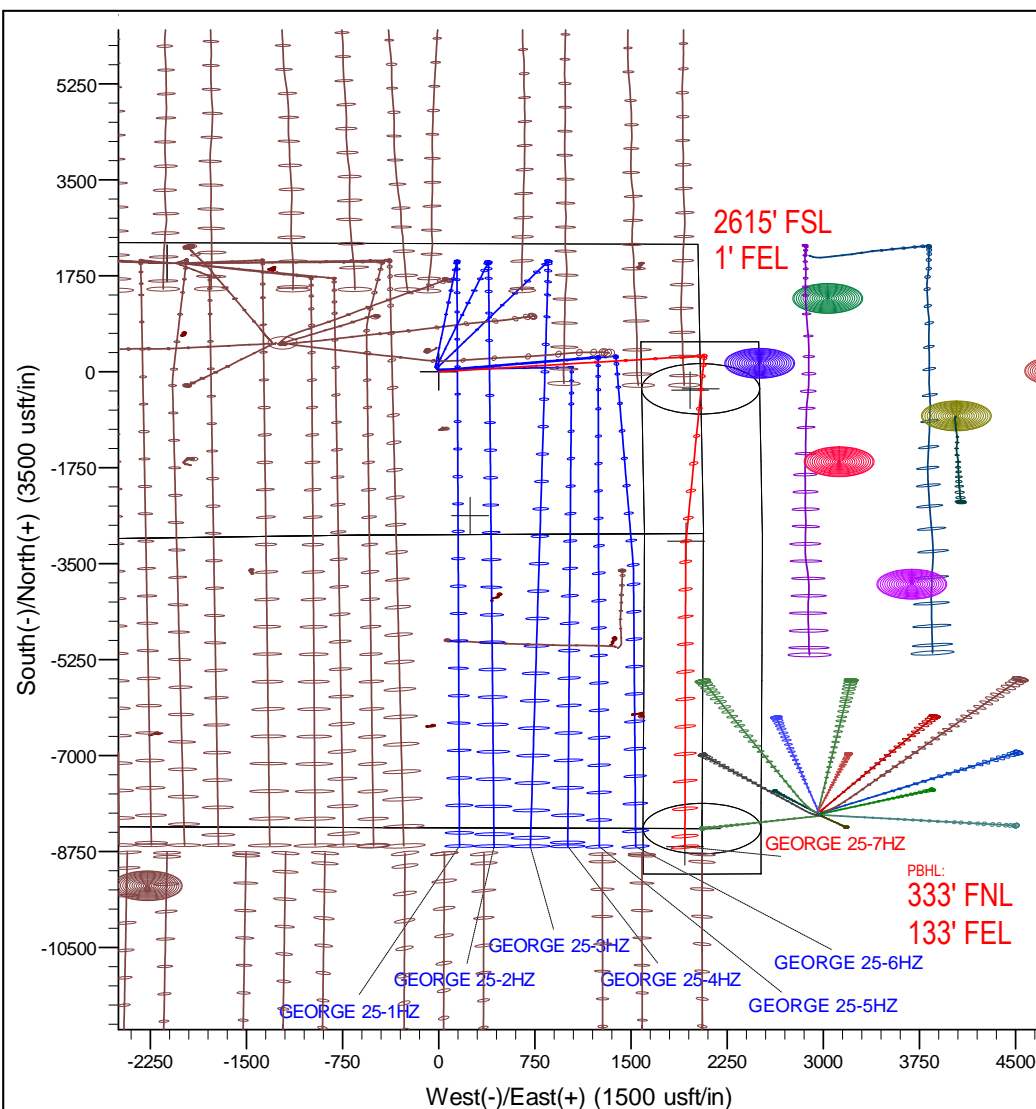 2615' FSL
1' FEL
5250
3500
1750
0
-1750
-3500
-5250
-7000
-8750
-10500
South(-)/North(+) (3500 usft/in)
GEORGE 25-7HZ
PBHL:
333' FNL
133' FEL
GEORGE 25-3HZ
GEORGE 25-6HZ
GEORGE 25-2HZ
GEORGE 25-4HZ
GEORGE 25-5HZ
GEORGE 25-1HZ
-2250 -1500 -750 0 750 1500 2250 3000 3750 4500
West(-)/East(+) (1500 usft/in)